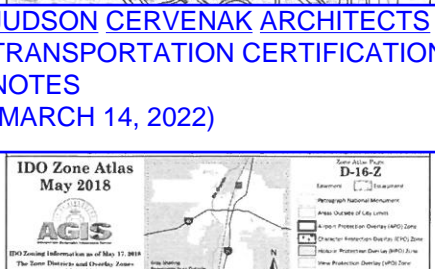 JUDSON CERVENAK ARCHITECTS
TRANSPORTATION CERTIFICATION
NOTES
(MARCH 14, 2022)
IDO Zone Atlas
May 2018
AGIS
IDO Zoning information as of May 17, 2018
The Zone Districts and Overlay Zones
Zone Atlas Page:
D-16-Z
Easement
Escarpment
Petroglyph National Monument
Areas Outside of City Limits
Airport Protection Overlay (APO) Zone
Character Protection Overlay (CPO) Zone
Historic Protection Overlay (HPO) Zone
View Protection Overlay (VPO) Zone
N